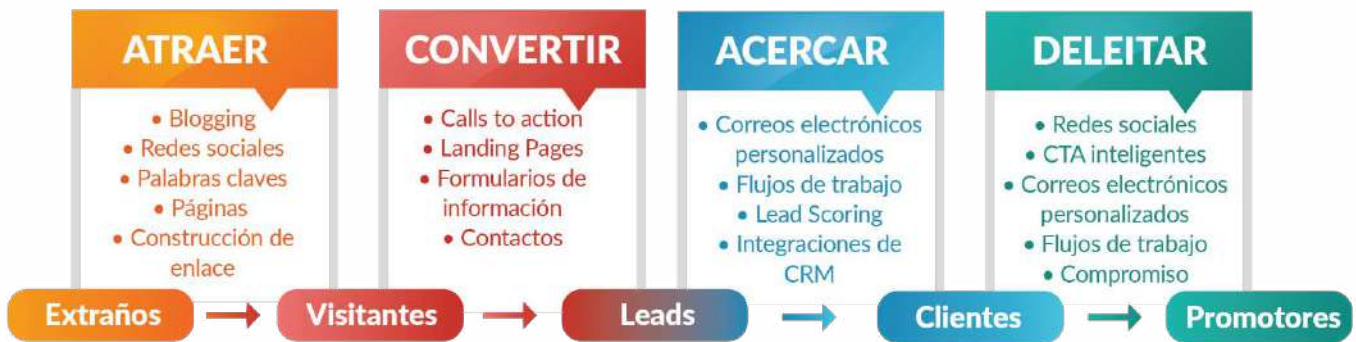 ATRAER
• Blogging
• Redes sociales
• Palabras claves
• Páginas
• Construcción de
enlace
CONVERTIR
• Calls to action
• Landing Pages
• Formularios de
información
• Contactos
ACERCAR
• Correos electrónicos
personalizados
• Flujos de trabajo
• Lead Scoring
• Integraciones de
CRM
DELEITAR
• Redes sociales
• CTA inteligentes
• Correos electrónicos
personalizados
• Flujos de trabajo
• Compromiso
Extraños
Visitantes
Leads
Clientes
Promotores